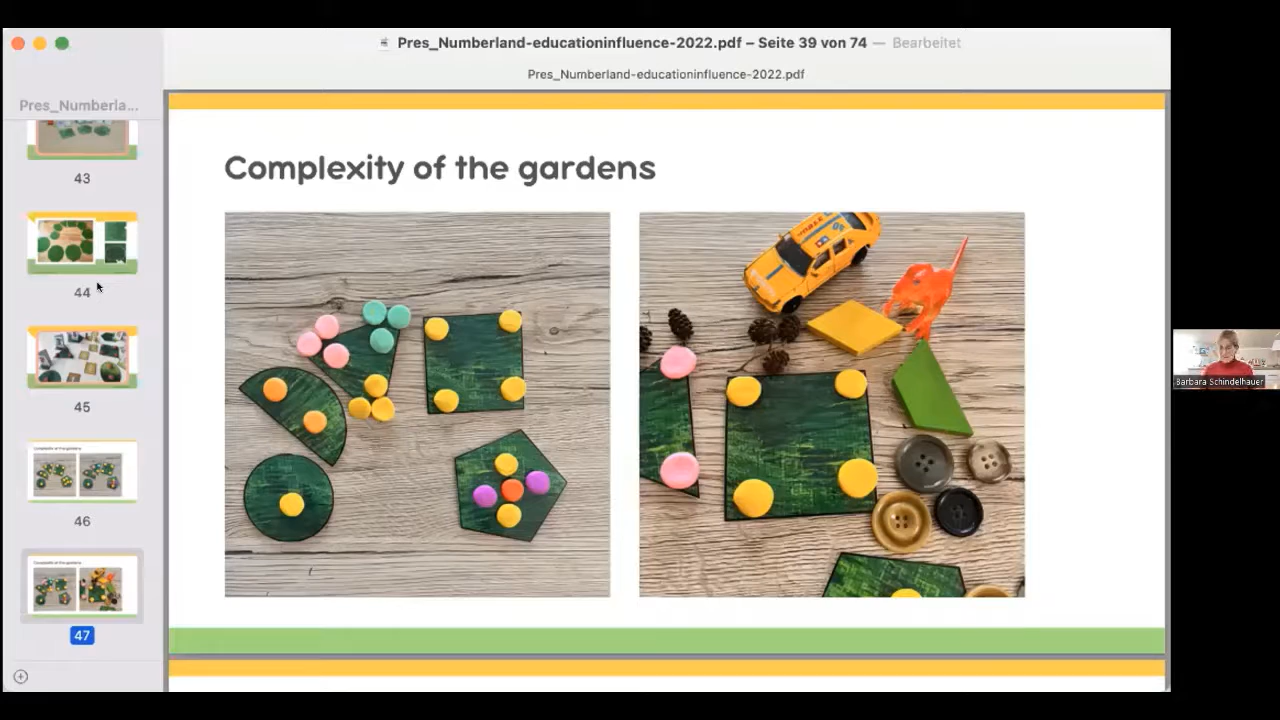 Pres_Numberland-educationinfluence-2022.pdf – Seite 39 von 74 — Bearbeitet
Pres_Numberland-educationinfluence-2022.pdf
Pres_Numberla...
43
44
45
46
47
Complexity of the gardens
Barbara Schindelhauer